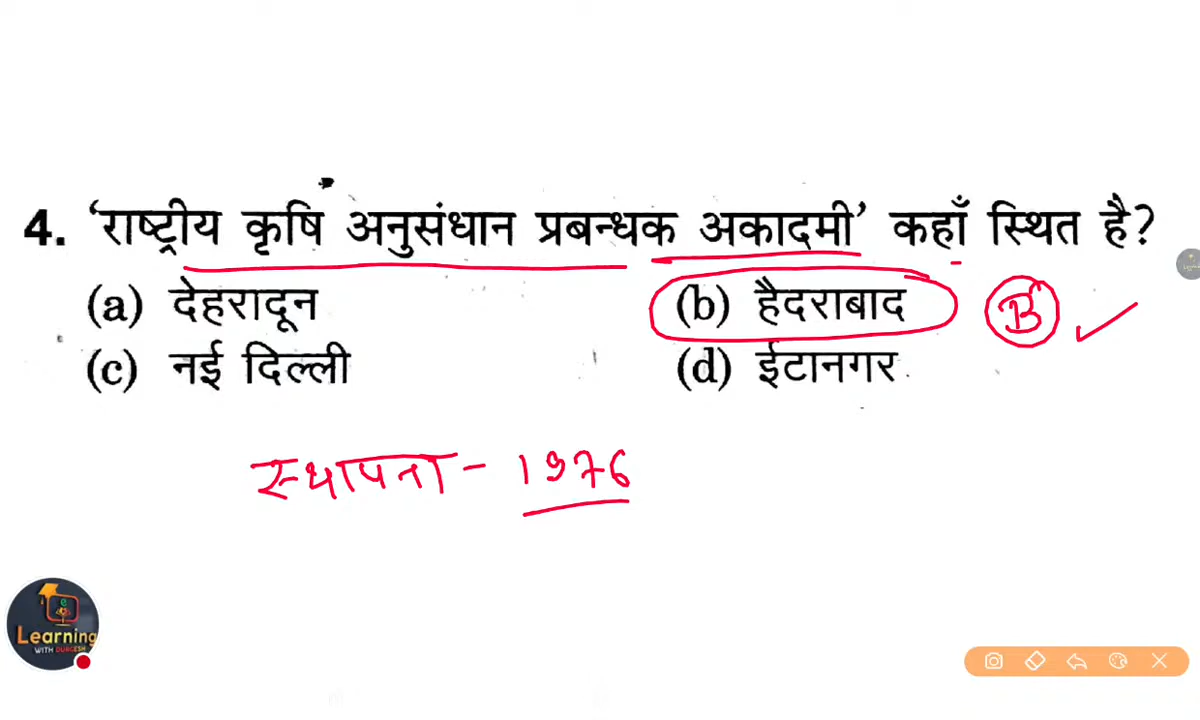 4. ‘राष्ट्रीय कृषि अनुसंधान प्रबन्धक अकादमी’ कहाँ स्थित है?
(a) देहरादून (b) हैदराबाद B
(c) नई दिल्ली (d) ईटानगर
स्थापना - 1976
Learning
WITH DURGESH